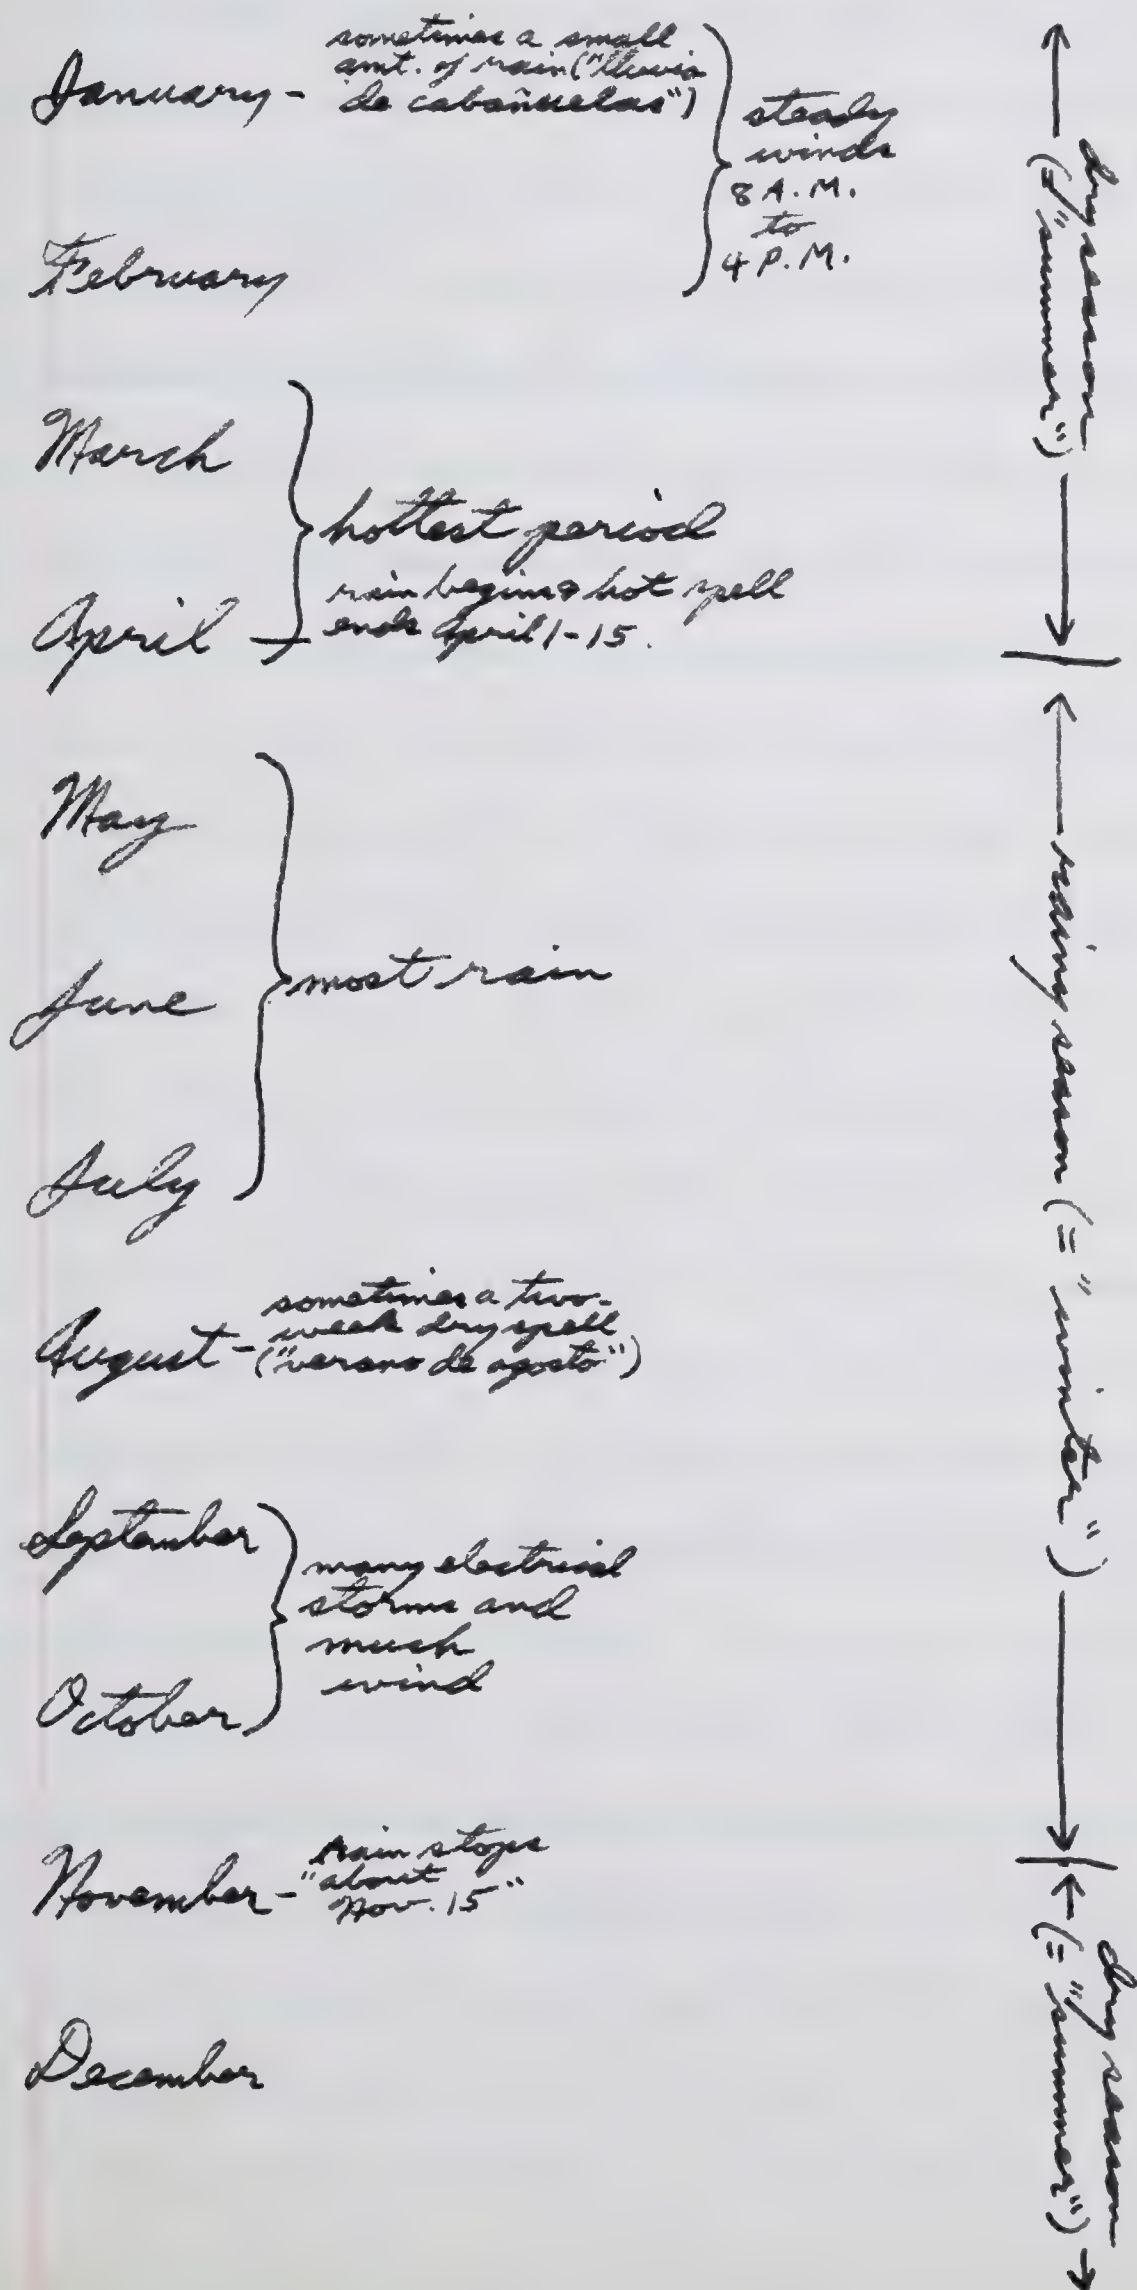 January - sometimes a small
amt. of rain ("lluvia
de cabañuelas")
steady
winds
8 A.M.
to
4 P.M.
February
March
hottest period
April - rain begins & hot spell
ends April 1-15.
May
June
most rain
July
August - sometimes a two-
week dry spell
("verano de agosto")
September
many electrical
storms and
much
wind
October
November - rain stops
"about
Nov. 15"
December
dry season
(= "summer")
rainy season (= "winter")
dry season
(= "summer")